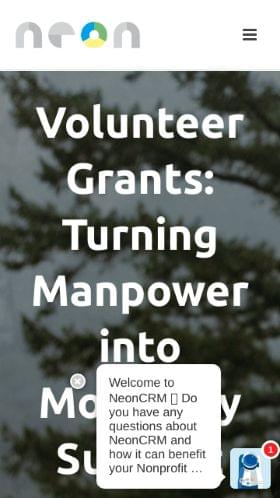 neon
Volunteer
Grants:
Turning
Manpower
into
Welcome to
NeonCRM ▯ Do
you have any
questions about
NeonCRM and
how it can benefit
your Nonprofit ...
1